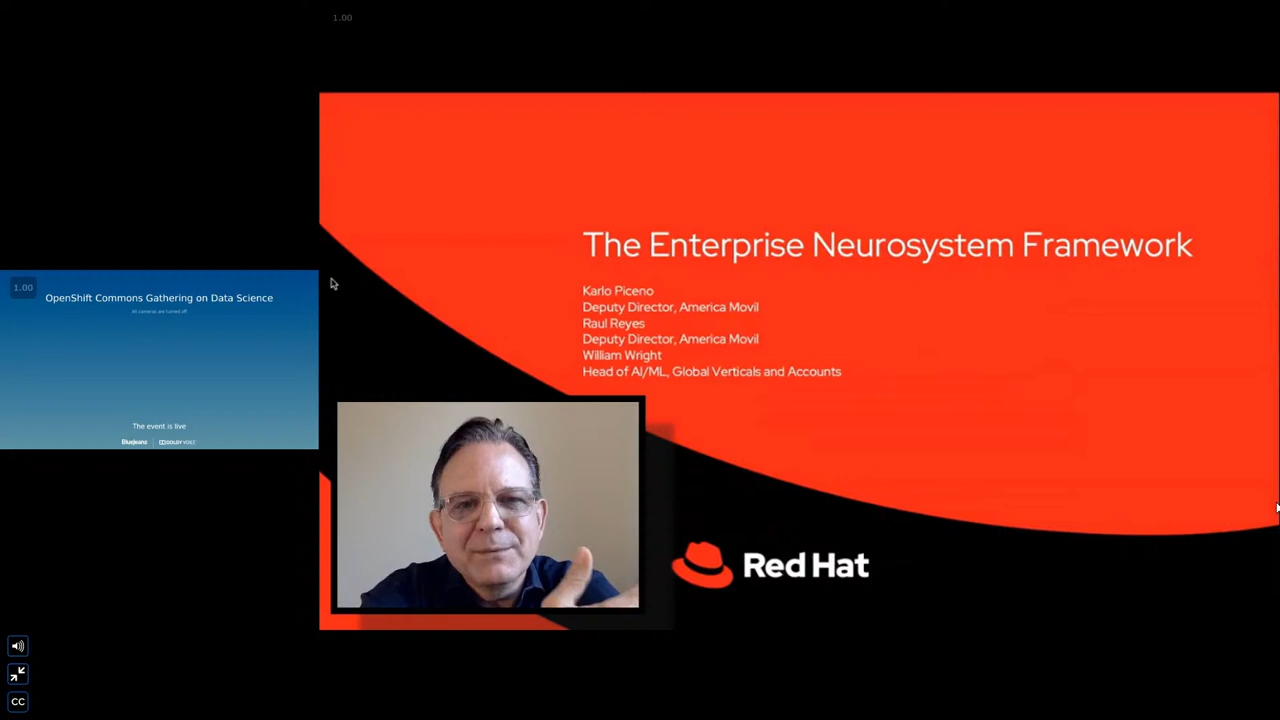 1.00
The Enterprise Neurosystem Framework
Karlo Piceno
Deputy Director, America Movil
Raul Reyes
Deputy Director, America Movil
William Wright
Head of AI/ML, Global Verticals and Accounts
Red Hat
1.00
OpenShift Commons Gathering on Data Science
All cameras are turned off
The event is live
BlueJeans
DOLBY VOICE
CC